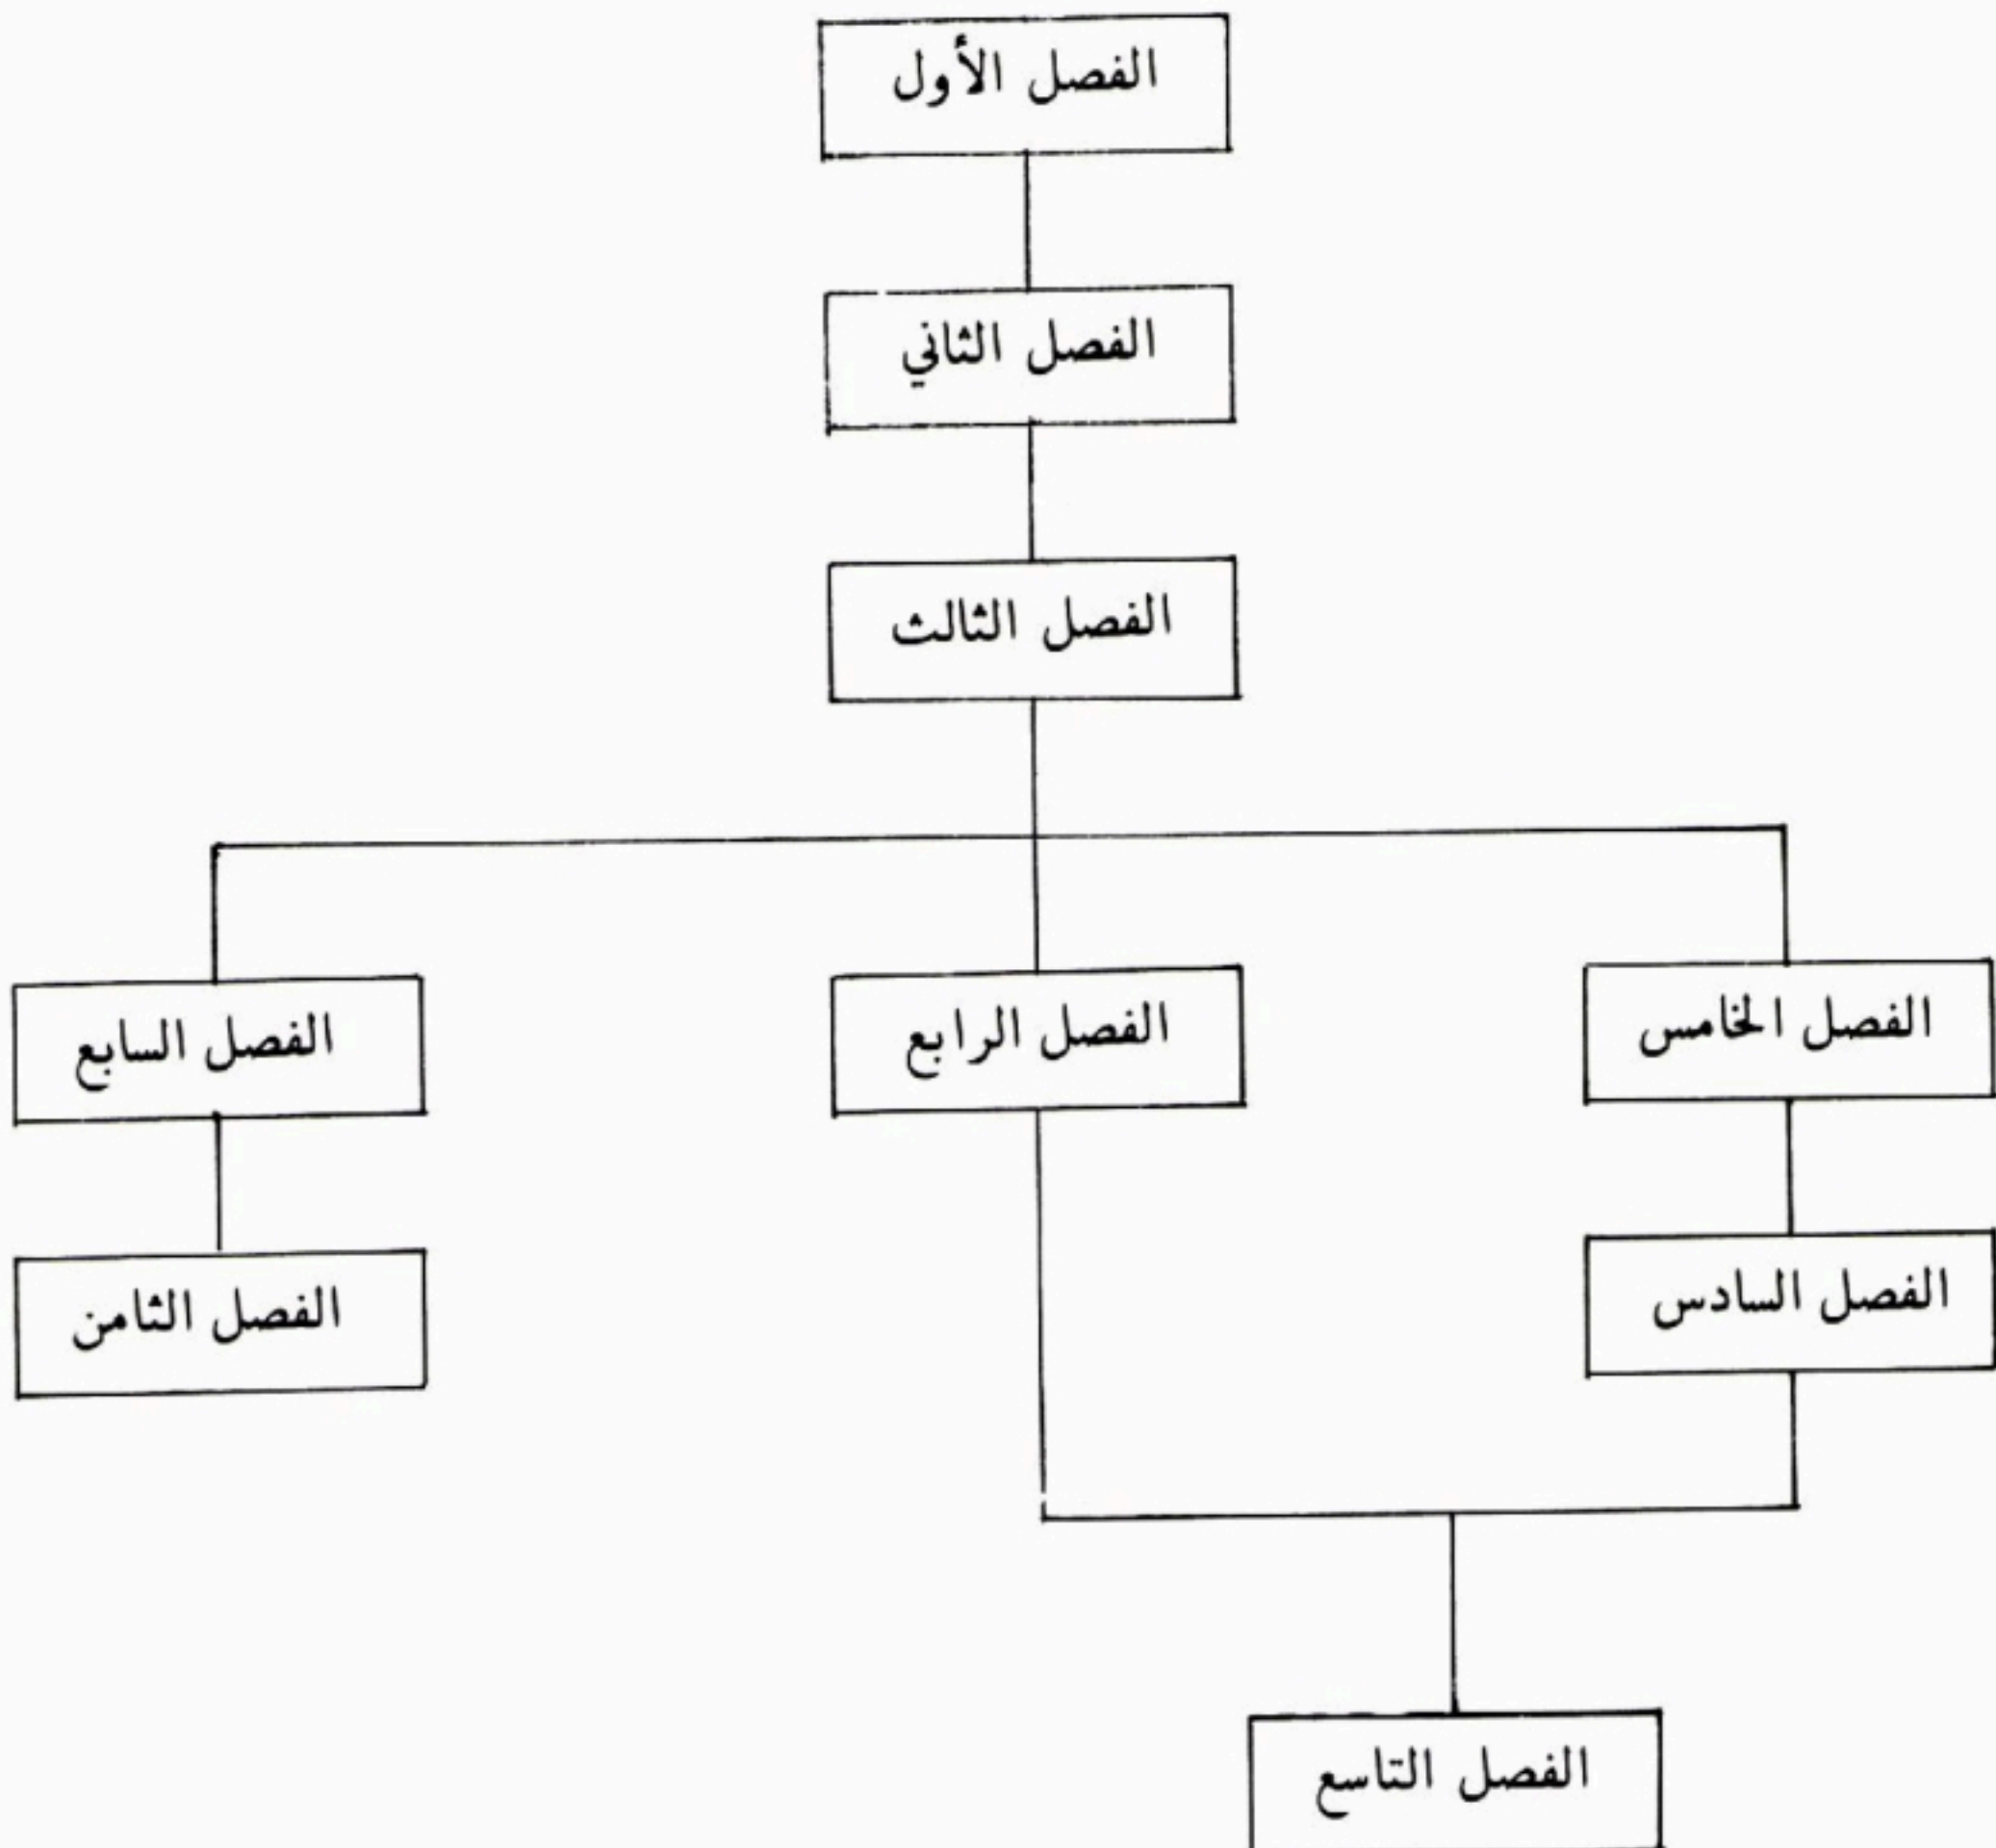 الفصل الأول
الفصل الثاني
الفصل الثالث
الفصل الخامس
الفصل الرابع
الفصل السابع
الفصل السادس
الفصل الثامن
الفصل التاسع